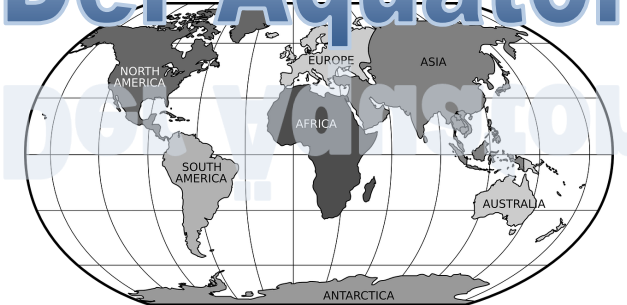 Der Äquator
NORTH
AMERICA
EUROPE
ASIA
AFRICA
SOUTH
AMERICA
AUSTRALIA
ANTARCTICA